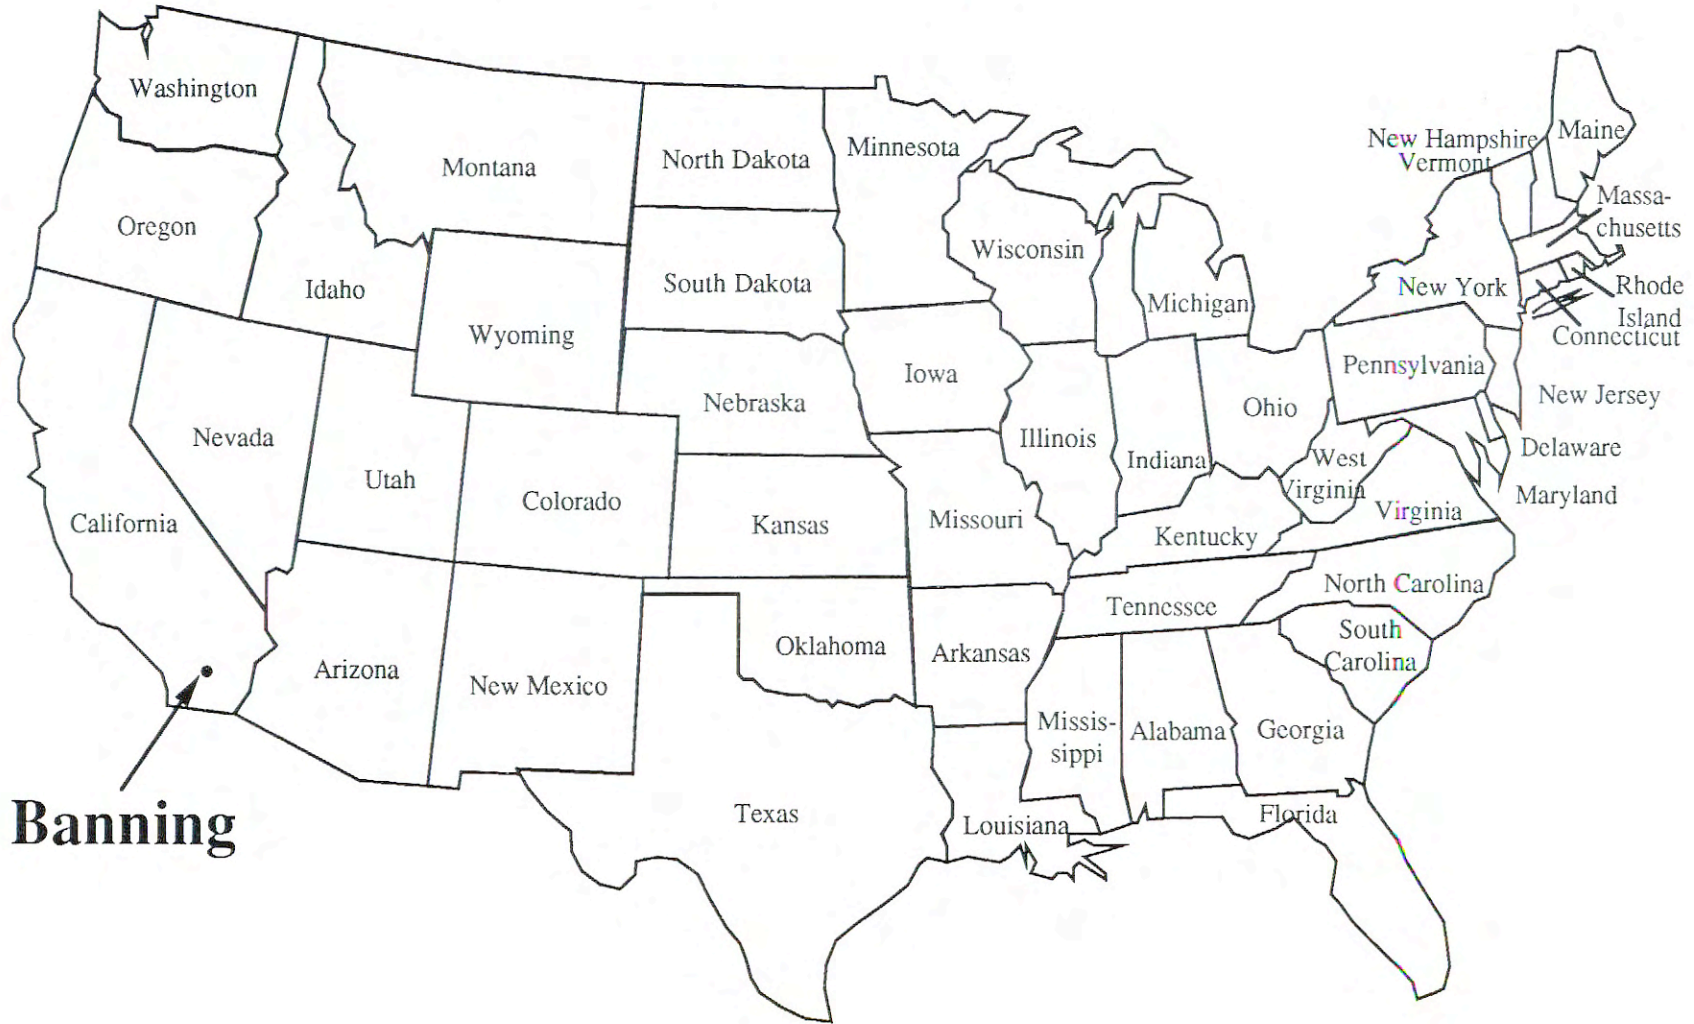 Washington
Montana
North Dakota
Minnesota
New Hampshire
Maine
Vermont
Oregon
Idaho
Wyoming
South Dakota
Wisconsin
Michigan
New York
Massa-
chusetts
Rhode
Island
Connecticut
Iowa
Pennsylvania
New Jersey
Nebraska
Nevada
Utah
Colorado
Illinois
Indiana
Ohio
West
Virginia
Delaware
Maryland
Virginia
California
Kansas
Missouri
Kentucky
North Carolina
Tennessee
South
Carolina
Arizona
New Mexico
Oklahoma
Arkansas
Missis-
sippi
Alabama
Georgia
Banning
Texas
Louisiana
Florida